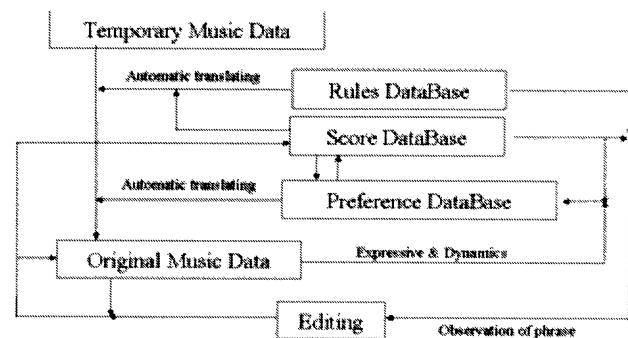 Temporary Music Data
Automatic translating
Rules DataBase
Score DataBase
Automatic translating
Preference DataBase
Original Music Data
Expressive & Dynamics
Editing
Observation of phrase